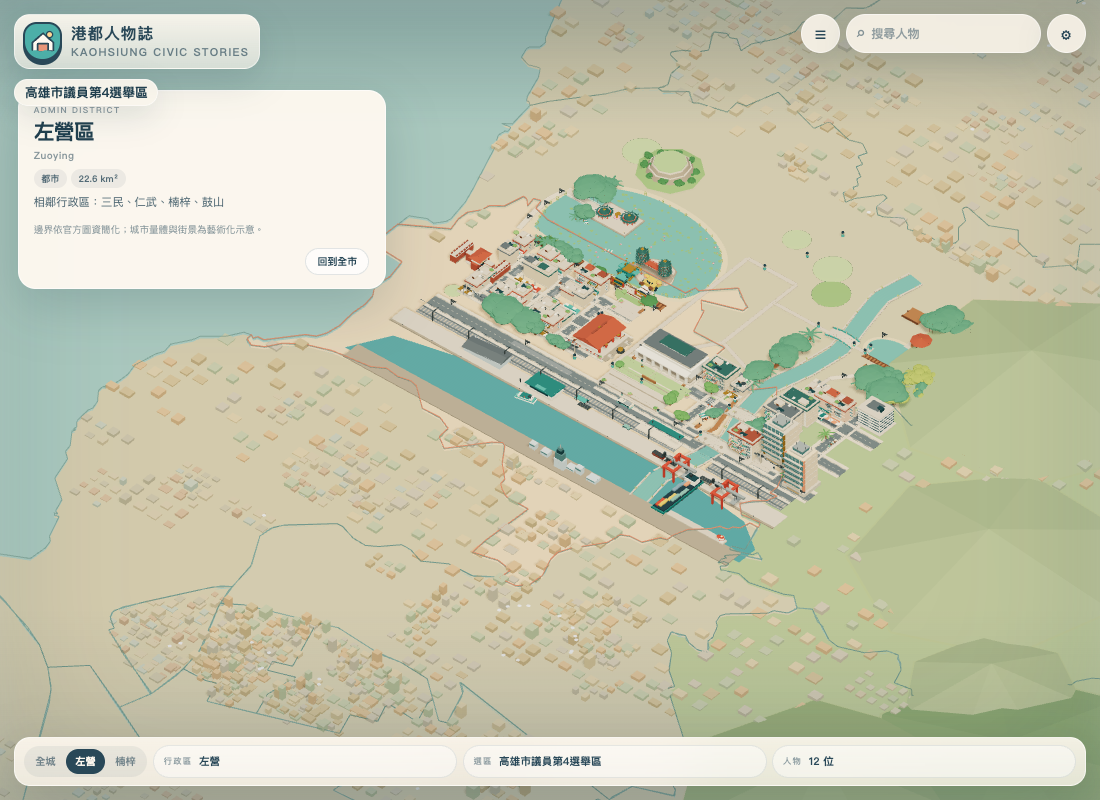 港都人物誌
KAOHSIUNG CIVIC STORIES
搜尋人物
高雄市議員第4選舉區
ADMIN DISTRICT
左營區
Zuoying
都市
22.6 km²
相鄰行政區：三民、仁武、楠梓、鼓山
邊界依官方圖資簡化；城市量體與街景為藝術化示意。
回到全市
全城
左營
楠梓
行政區 左營
選區 高雄市議員第4選舉區
人物 12 位